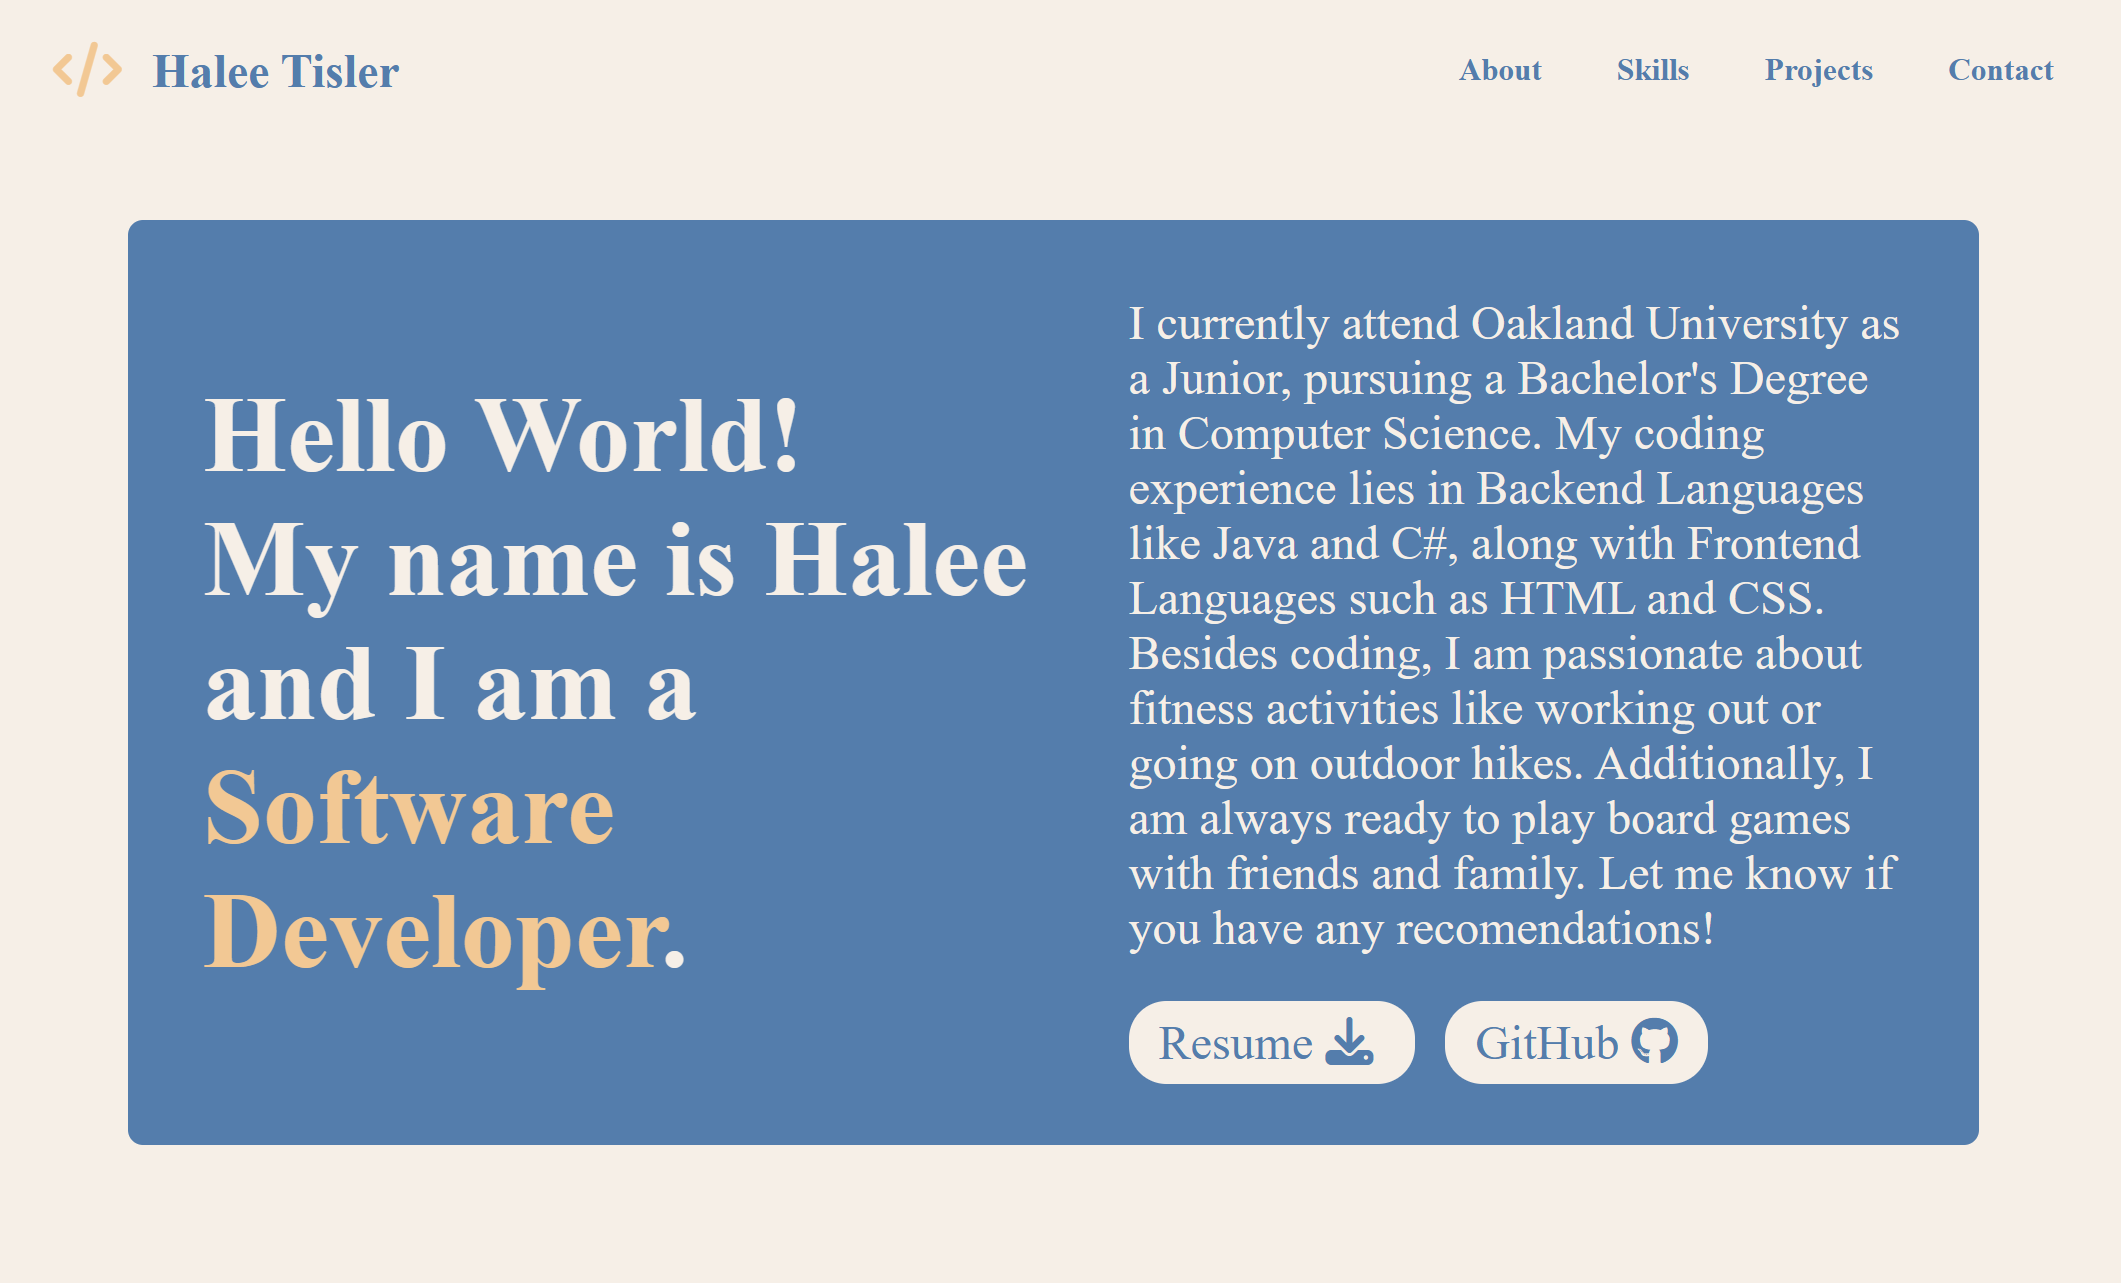 </> Halee Tisler
About Skills Projects Contact
Hello World!
My name is Halee
and I am a
Software
Developer.
I currently attend Oakland University as
a Junior, pursuing a Bachelor's Degree
in Computer Science. My coding
experience lies in Backend Languages
like Java and C#, along with Frontend
Languages such as HTML and CSS.
Besides coding, I am passionate about
fitness activities like working out or
going on outdoor hikes. Additionally, I
am always ready to play board games
with friends and family. Let me know if
you have any recomendations!
Resume
GitHub